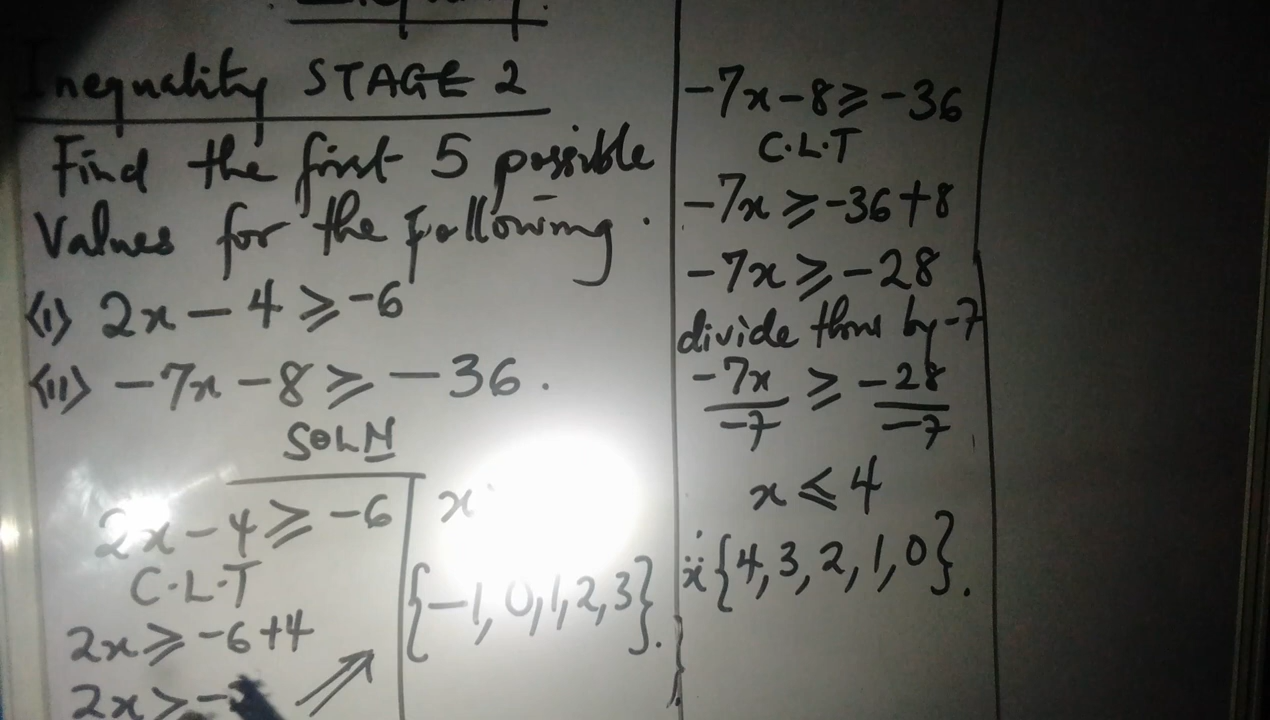 Inequality STAGE 2
Find the first 5 possible
Values for the Following.
(i) 2x - 4 ⩾ -6
(ii) -7x - 8 ⩾ -36.
SOLN
2x - 4 ⩾ -6
C.L.T
2x ⩾ -6 + 4
2x ⩾ -
x
{-1, 0, 1, 2, 3}.
-7x - 8 ⩾ -36
C.L.T
-7x ⩾ -36 + 8
-7x ⩾ -28
divide thru by -7
-7x/-7 ⩾ -28/-7
x ⩽ 4
{4, 3, 2, 1, 0}.